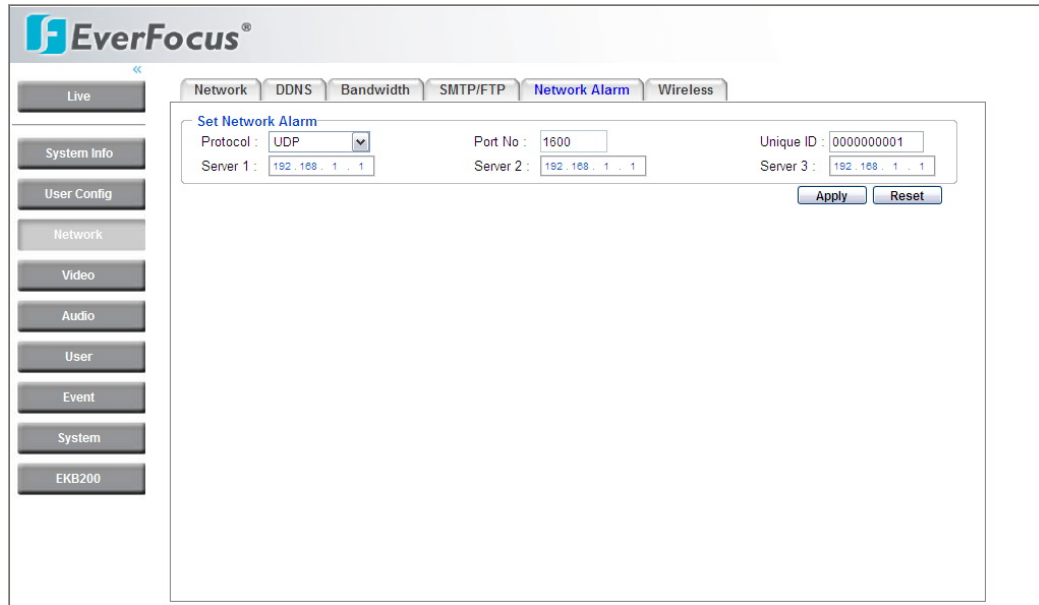 EverFocus®
«
Live
System Info
User Config
Network
Video
Audio
User
Event
System
EKB200
Network DDNS Bandwidth SMTP/FTP Network Alarm Wireless
Set Network Alarm
Protocol : UDP Port No : 1600 Unique ID : 0000000001
Server 1 : 192 . 168 . 1 . 1 Server 2 : 192 . 168 . 1 . 1 Server 3 : 192 . 168 . 1 . 1
Apply Reset